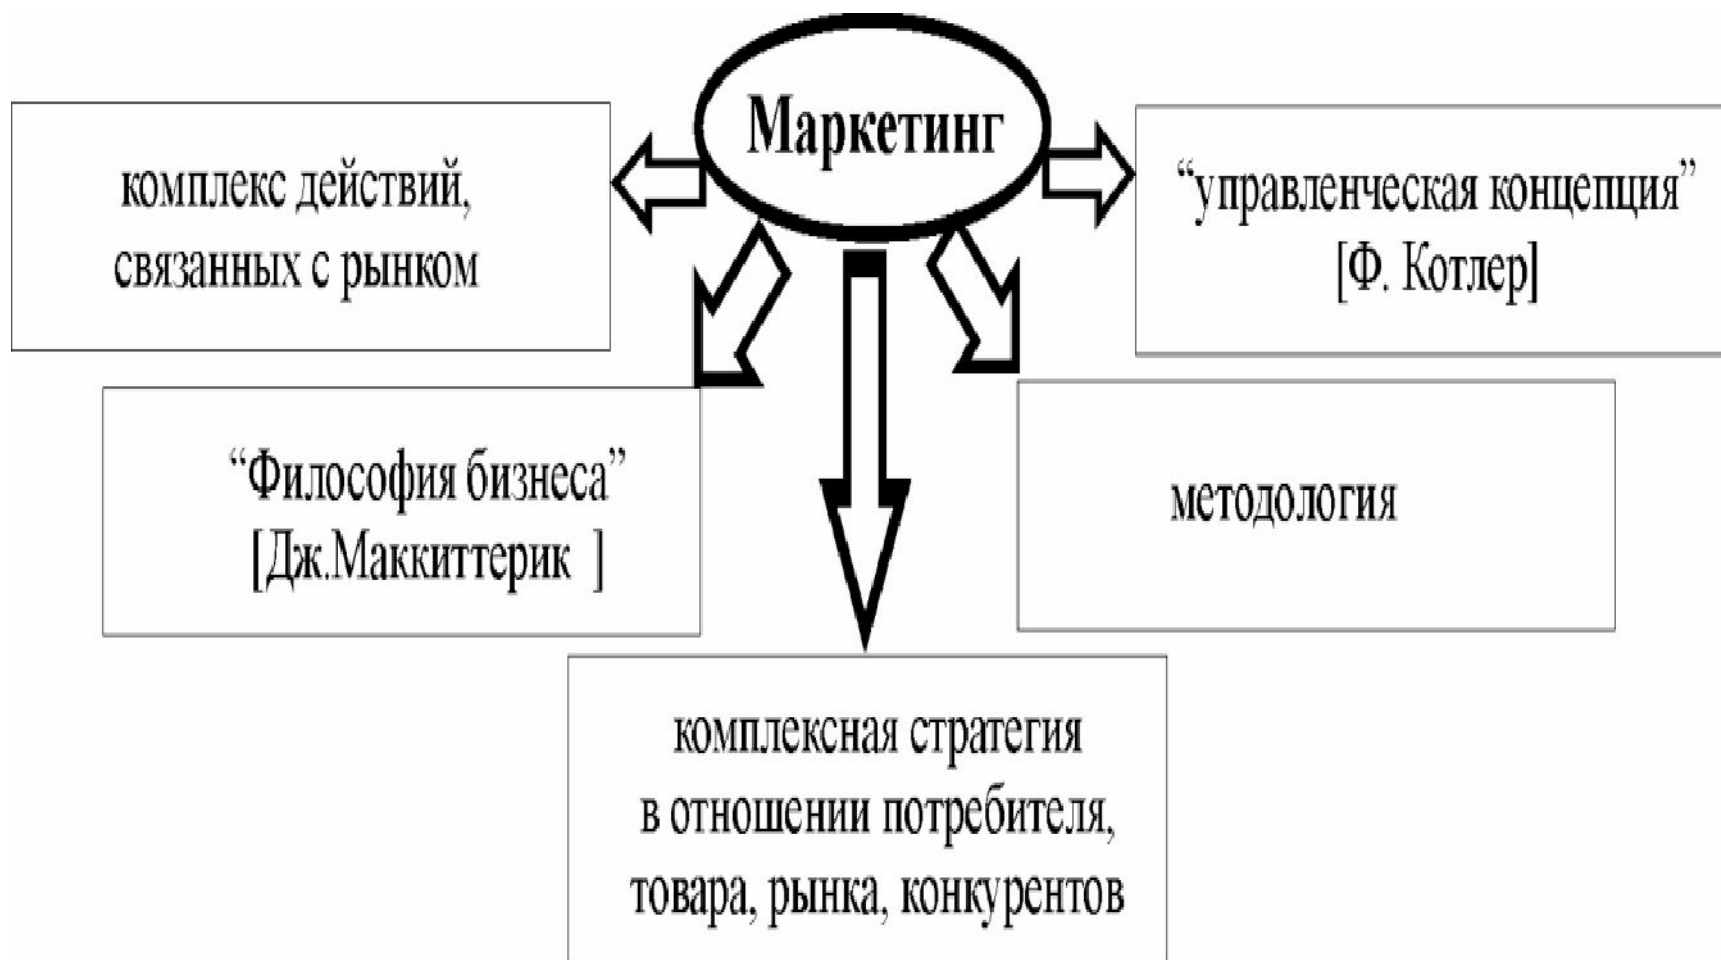 Маркетинг
комплекс действий,
связанных с рынком
“управленческая концепция”
[Ф. Котлер]
“Философия бизнеса”
[Дж.Маккиттерик ]
методология
комплексная стратегия
в отношении потребителя,
товара, рынка, конкурентов